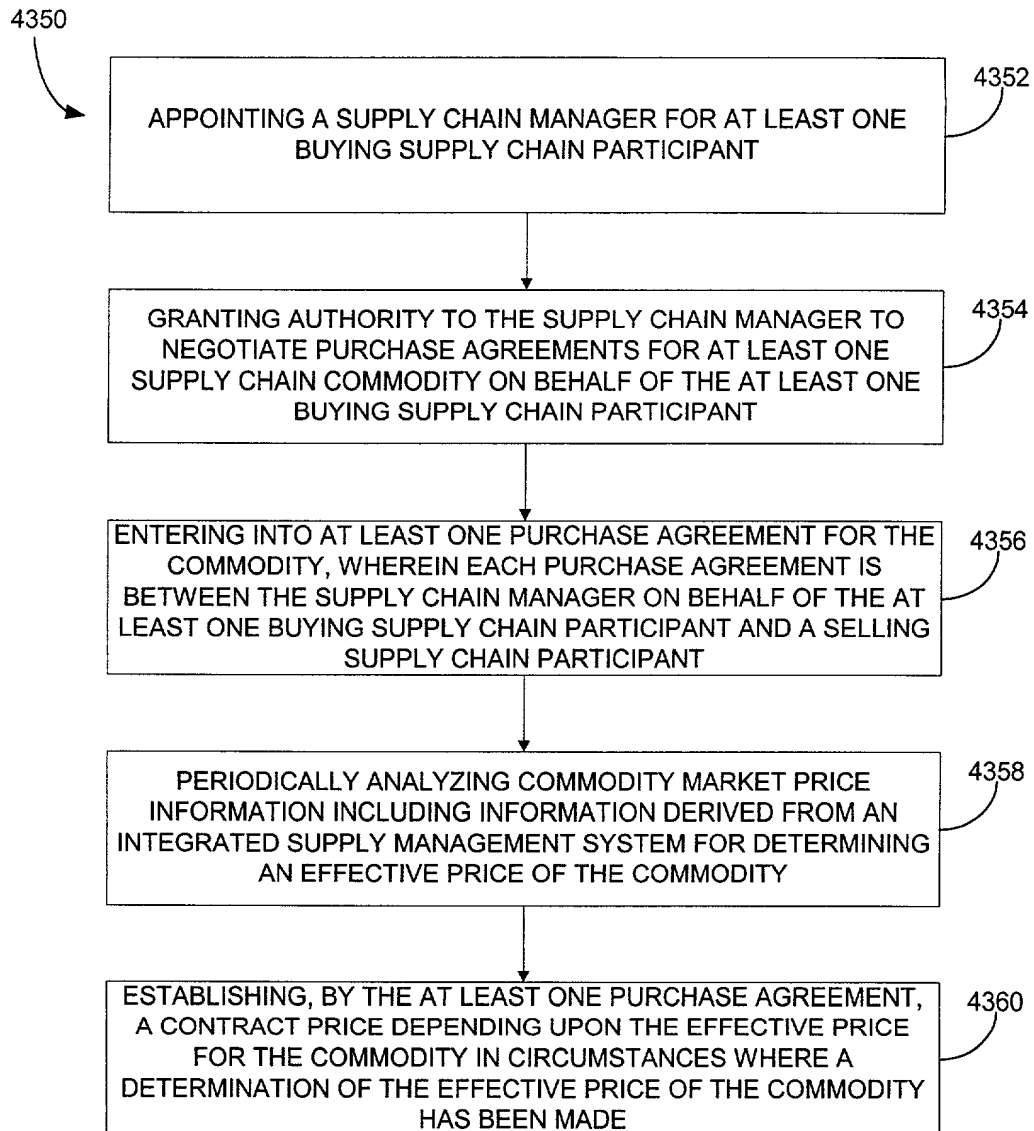 4350
4352
APPOINTING A SUPPLY CHAIN MANAGER FOR AT LEAST ONE
BUYING SUPPLY CHAIN PARTICIPANT
4354
GRANTING AUTHORITY TO THE SUPPLY CHAIN MANAGER TO
NEGOTIATE PURCHASE AGREEMENTS FOR AT LEAST ONE
SUPPLY CHAIN COMMODITY ON BEHALF OF THE AT LEAST ONE
BUYING SUPPLY CHAIN PARTICIPANT
4356
ENTERING INTO AT LEAST ONE PURCHASE AGREEMENT FOR THE
COMMODITY, WHEREIN EACH PURCHASE AGREEMENT IS
BETWEEN THE SUPPLY CHAIN MANAGER ON BEHALF OF THE AT
LEAST ONE BUYING SUPPLY CHAIN PARTICIPANT AND A SELLING
SUPPLY CHAIN PARTICIPANT
4358
PERIODICALLY ANALYZING COMMODITY MARKET PRICE
INFORMATION INCLUDING INFORMATION DERIVED FROM AN
INTEGRATED SUPPLY MANAGEMENT SYSTEM FOR DETERMINING
AN EFFECTIVE PRICE OF THE COMMODITY
4360
ESTABLISHING, BY THE AT LEAST ONE PURCHASE AGREEMENT,
A CONTRACT PRICE DEPENDING UPON THE EFFECTIVE PRICE
FOR THE COMMODITY IN CIRCUMSTANCES WHERE A
DETERMINATION OF THE EFFECTIVE PRICE OF THE COMMODITY
HAS BEEN MADE